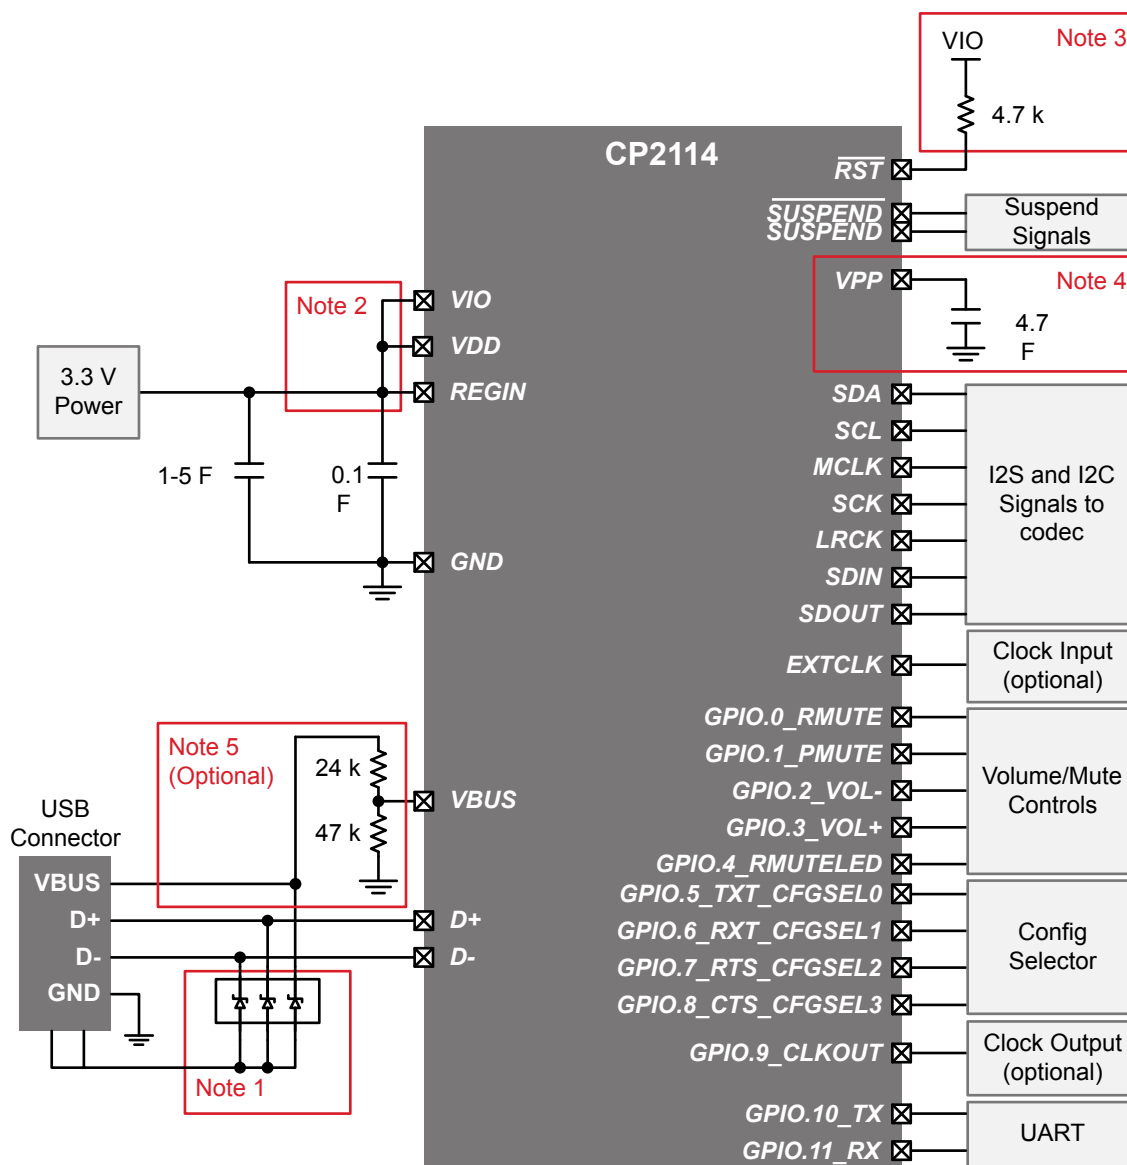 VIO
Note 3
4.7 k
CP2114
RST
SUSPEND
SUSPEND
Suspend
Signals
VPP
Note 4
4.7
F
Note 2
VIO
VDD
REGIN
3.3 V
Power
1-5 F
0.1
F
GND
SDA
SCL
MCLK
SCK
LRCK
SDIN
SDOUT
I2S and I2C
Signals to
codec
EXTCLK
Clock Input
(optional)
GPIO.0_RMUTE
GPIO.1_PMUTE
GPIO.2_VOL-
GPIO.3_VOL+
GPIO.4_RMUTELED
Volume/Mute
Controls
Note 5
(Optional)
24 k
47 k
VBUS
USB
Connector
VBUS
D+
D-
GND
D+
D-
Note 1
GPIO.5_TXT_CFGSEL0
GPIO.6_RXT_CFGSEL1
GPIO.7_RTS_CFGSEL2
GPIO.8_CTS_CFGSEL3
Config
Selector
GPIO.9_CLKOUT
Clock Output
(optional)
GPIO.10_TX
GPIO.11_RX
UART